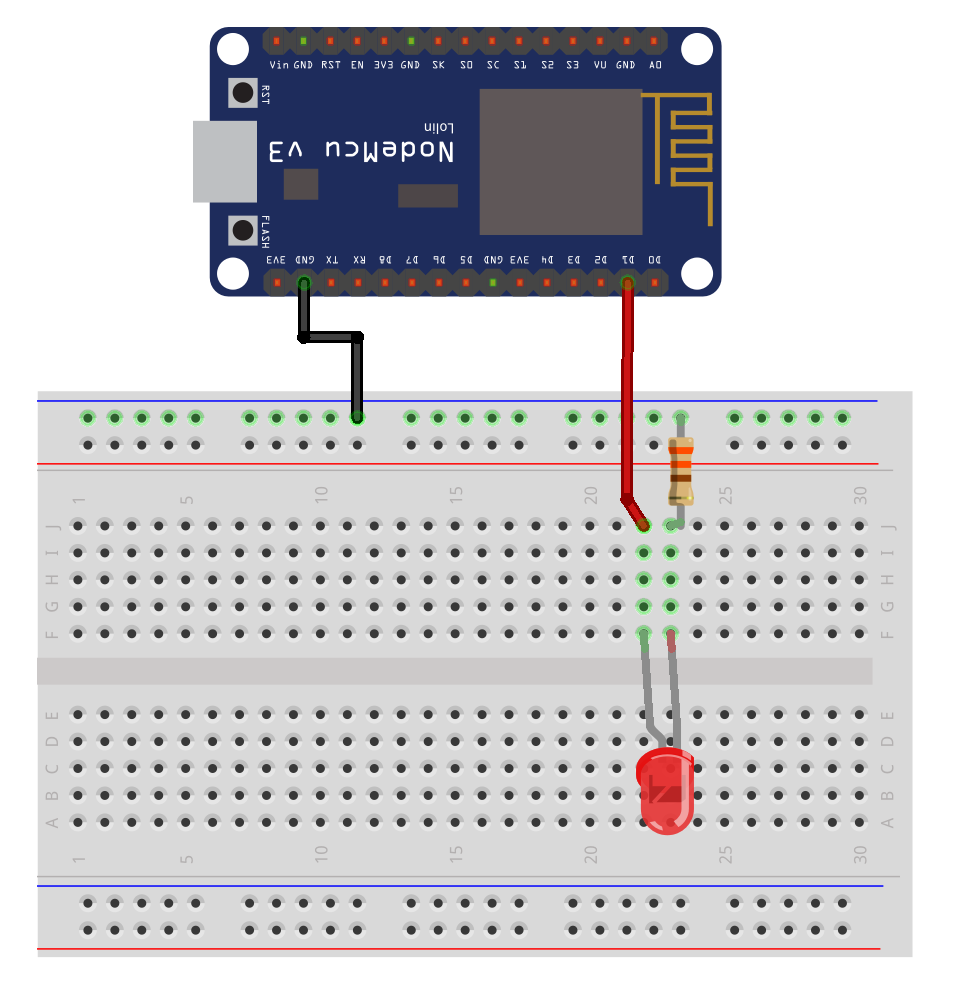 Vin GND RST EN 3V3 GND SK SO SC S1 S2 S3 VU GND AO
RST
Lolin
NodeMcu v3
FLASH
3V3 GND TX RX D8 D7 D6 D5 GND 3V3 D4 D3 D2 D1 D0
1 5 10 15 20 25 30
J J
I I
H H
G G
F F
E E
D D
C C
B B
A A
1 5 10 15 20 25 30